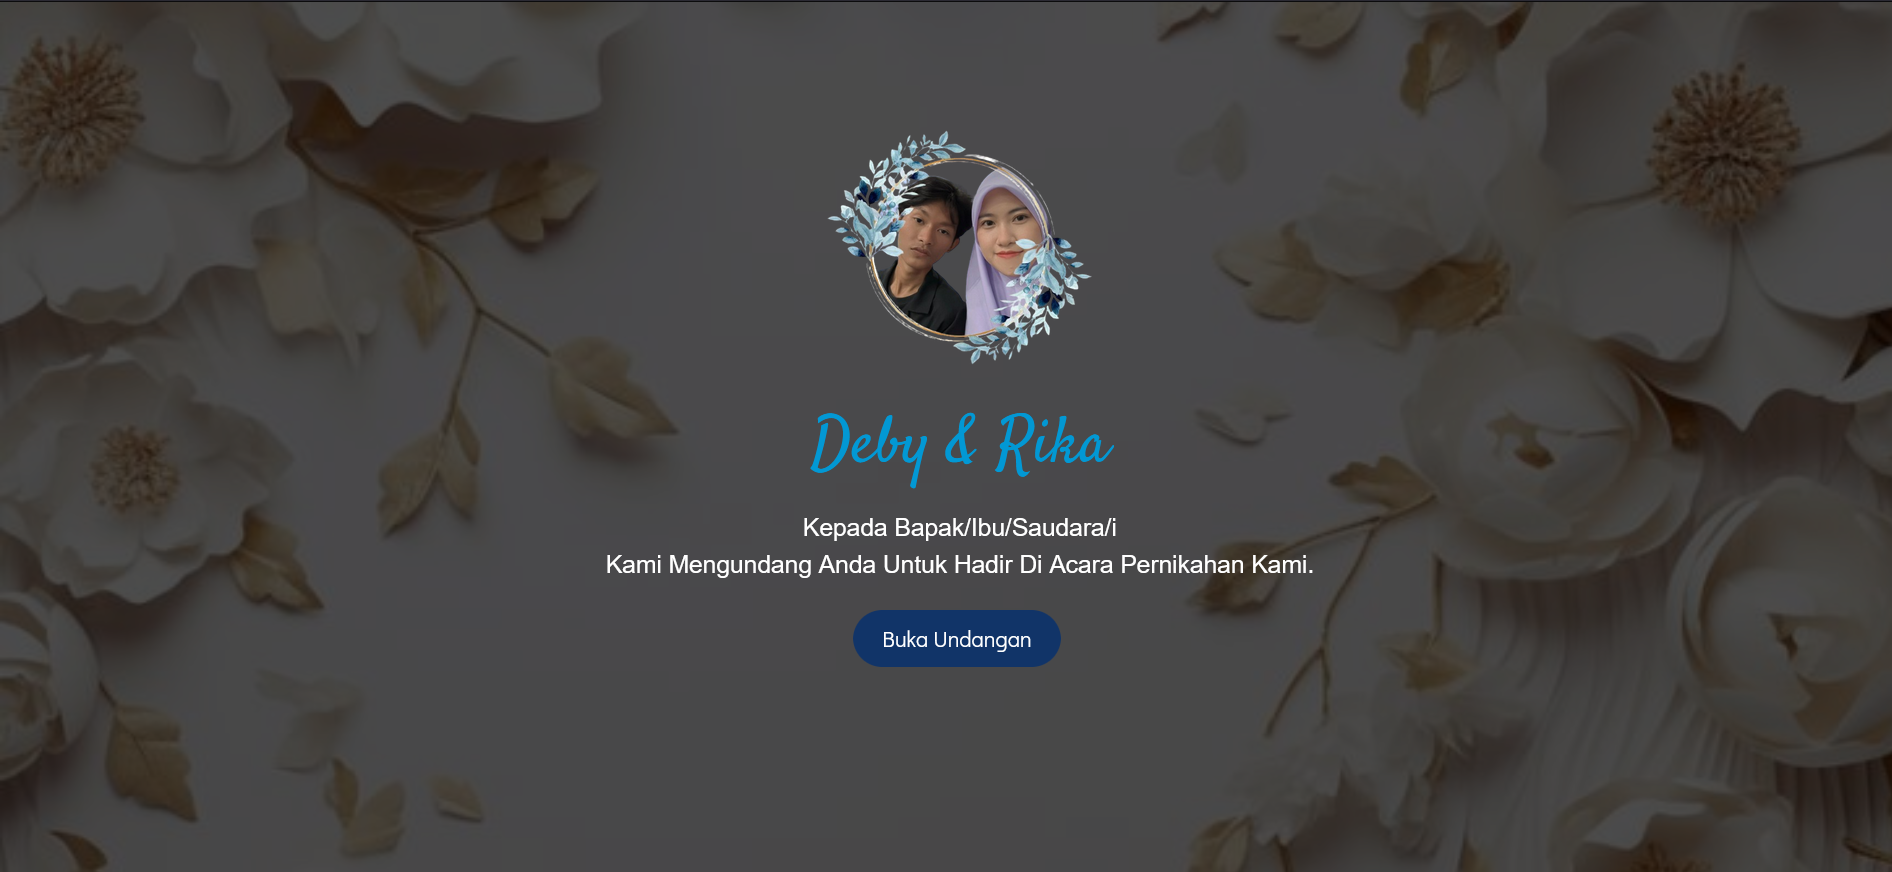 Deby & Rika
Kepada Bapak/Ibu/Saudara/i
Kami Mengundang Anda Untuk Hadir Di Acara Pernikahan Kami.
Buka Undangan